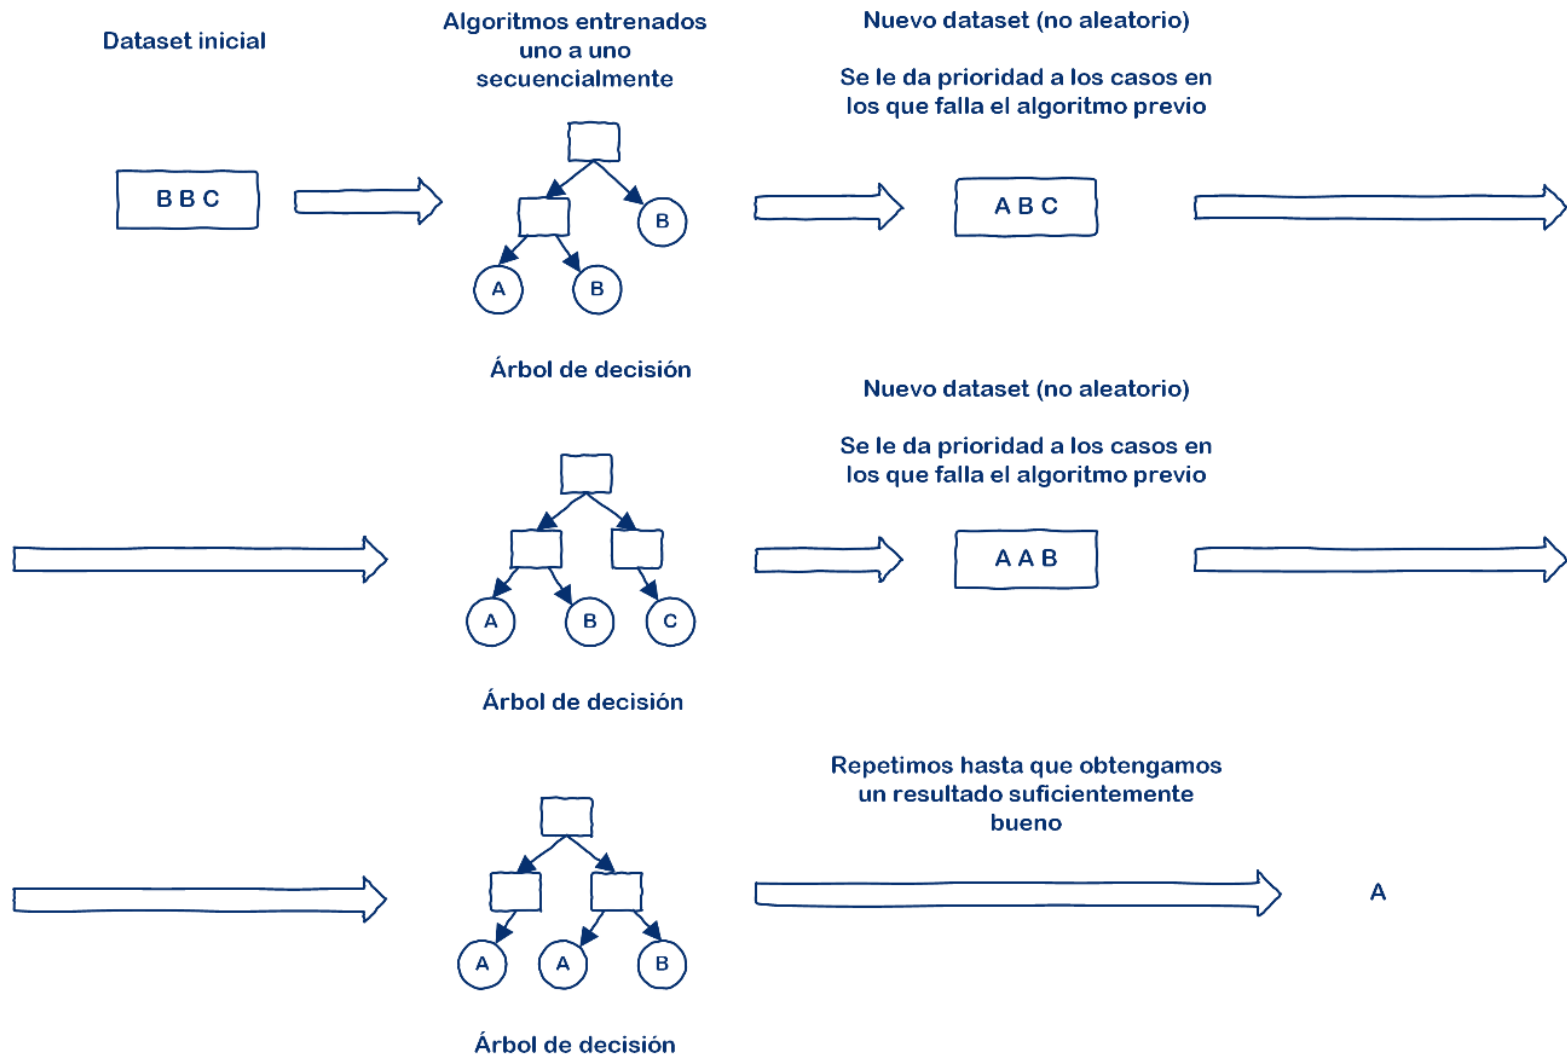 Dataset inicial
Algoritmos entrenados
uno a uno
secuencialmente
Nuevo dataset (no aleatorio)
Se le da prioridad a los casos en
los que falla el algoritmo previo
B B C
B
A
B
A B C
Árbol de decisión
Nuevo dataset (no aleatorio)
Se le da prioridad a los casos en
los que falla el algoritmo previo
A
B
C
A A B
Árbol de decisión
Repetimos hasta que obtengamos
un resultado suficientemente
bueno
A
A
B
A
Árbol de decisión